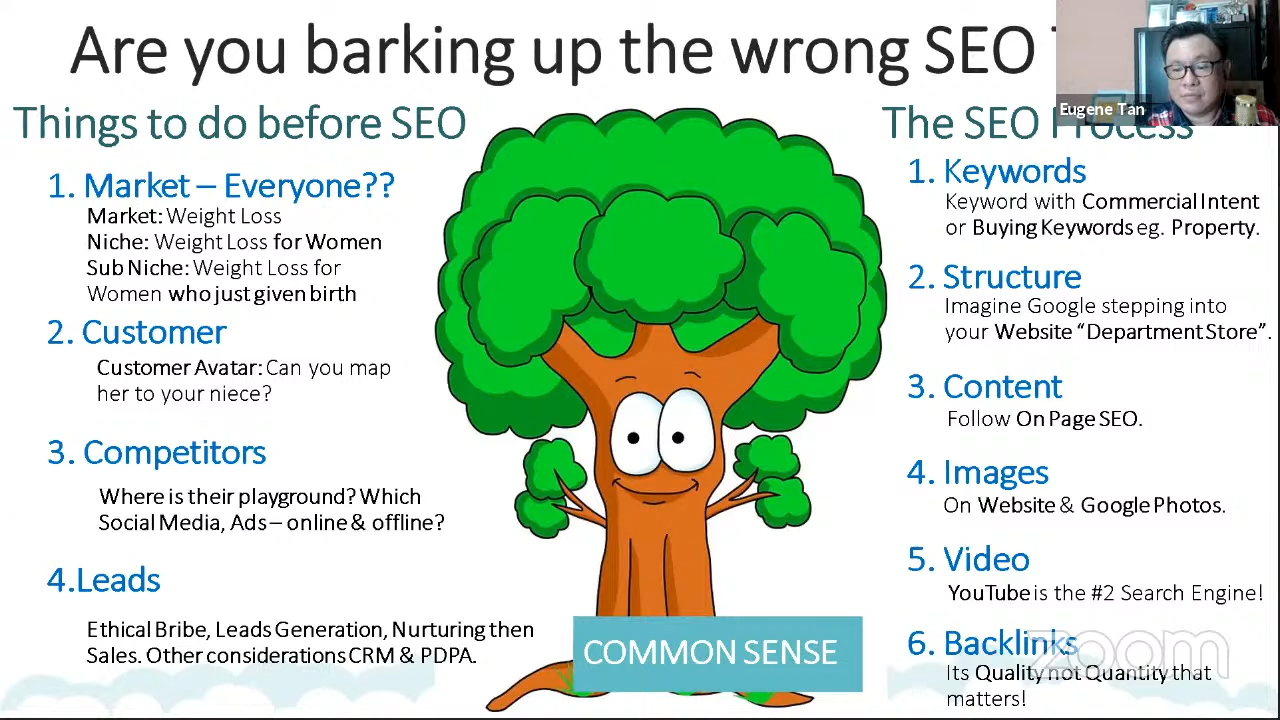 Are you barking up the wrong SEO
Eugene Tan
Things to do before SEO
1. Market – Everyone??
Market: Weight Loss
Niche: Weight Loss for Women
Sub Niche: Weight Loss for
Women who just given birth
2. Customer
Customer Avatar: Can you map
her to your niece?
3. Competitors
Where is their playground? Which
Social Media, Ads – online & offline?
4.Leads
Ethical Bribe, Leads Generation, Nurturing then
Sales. Other considerations CRM & PDPA.
COMMON SENSE
The SEO Process
1. Keywords
Keyword with Commercial Intent
or Buying Keywords eg. Property.
2. Structure
Imagine Google stepping into
your Website “Department Store”.
3. Content
Follow On Page SEO.
4. Images
On Website & Google Photos.
5. Video
YouTube is the #2 Search Engine!
6. Backlinks
Its Quality not Quantity that
matters!
zoom